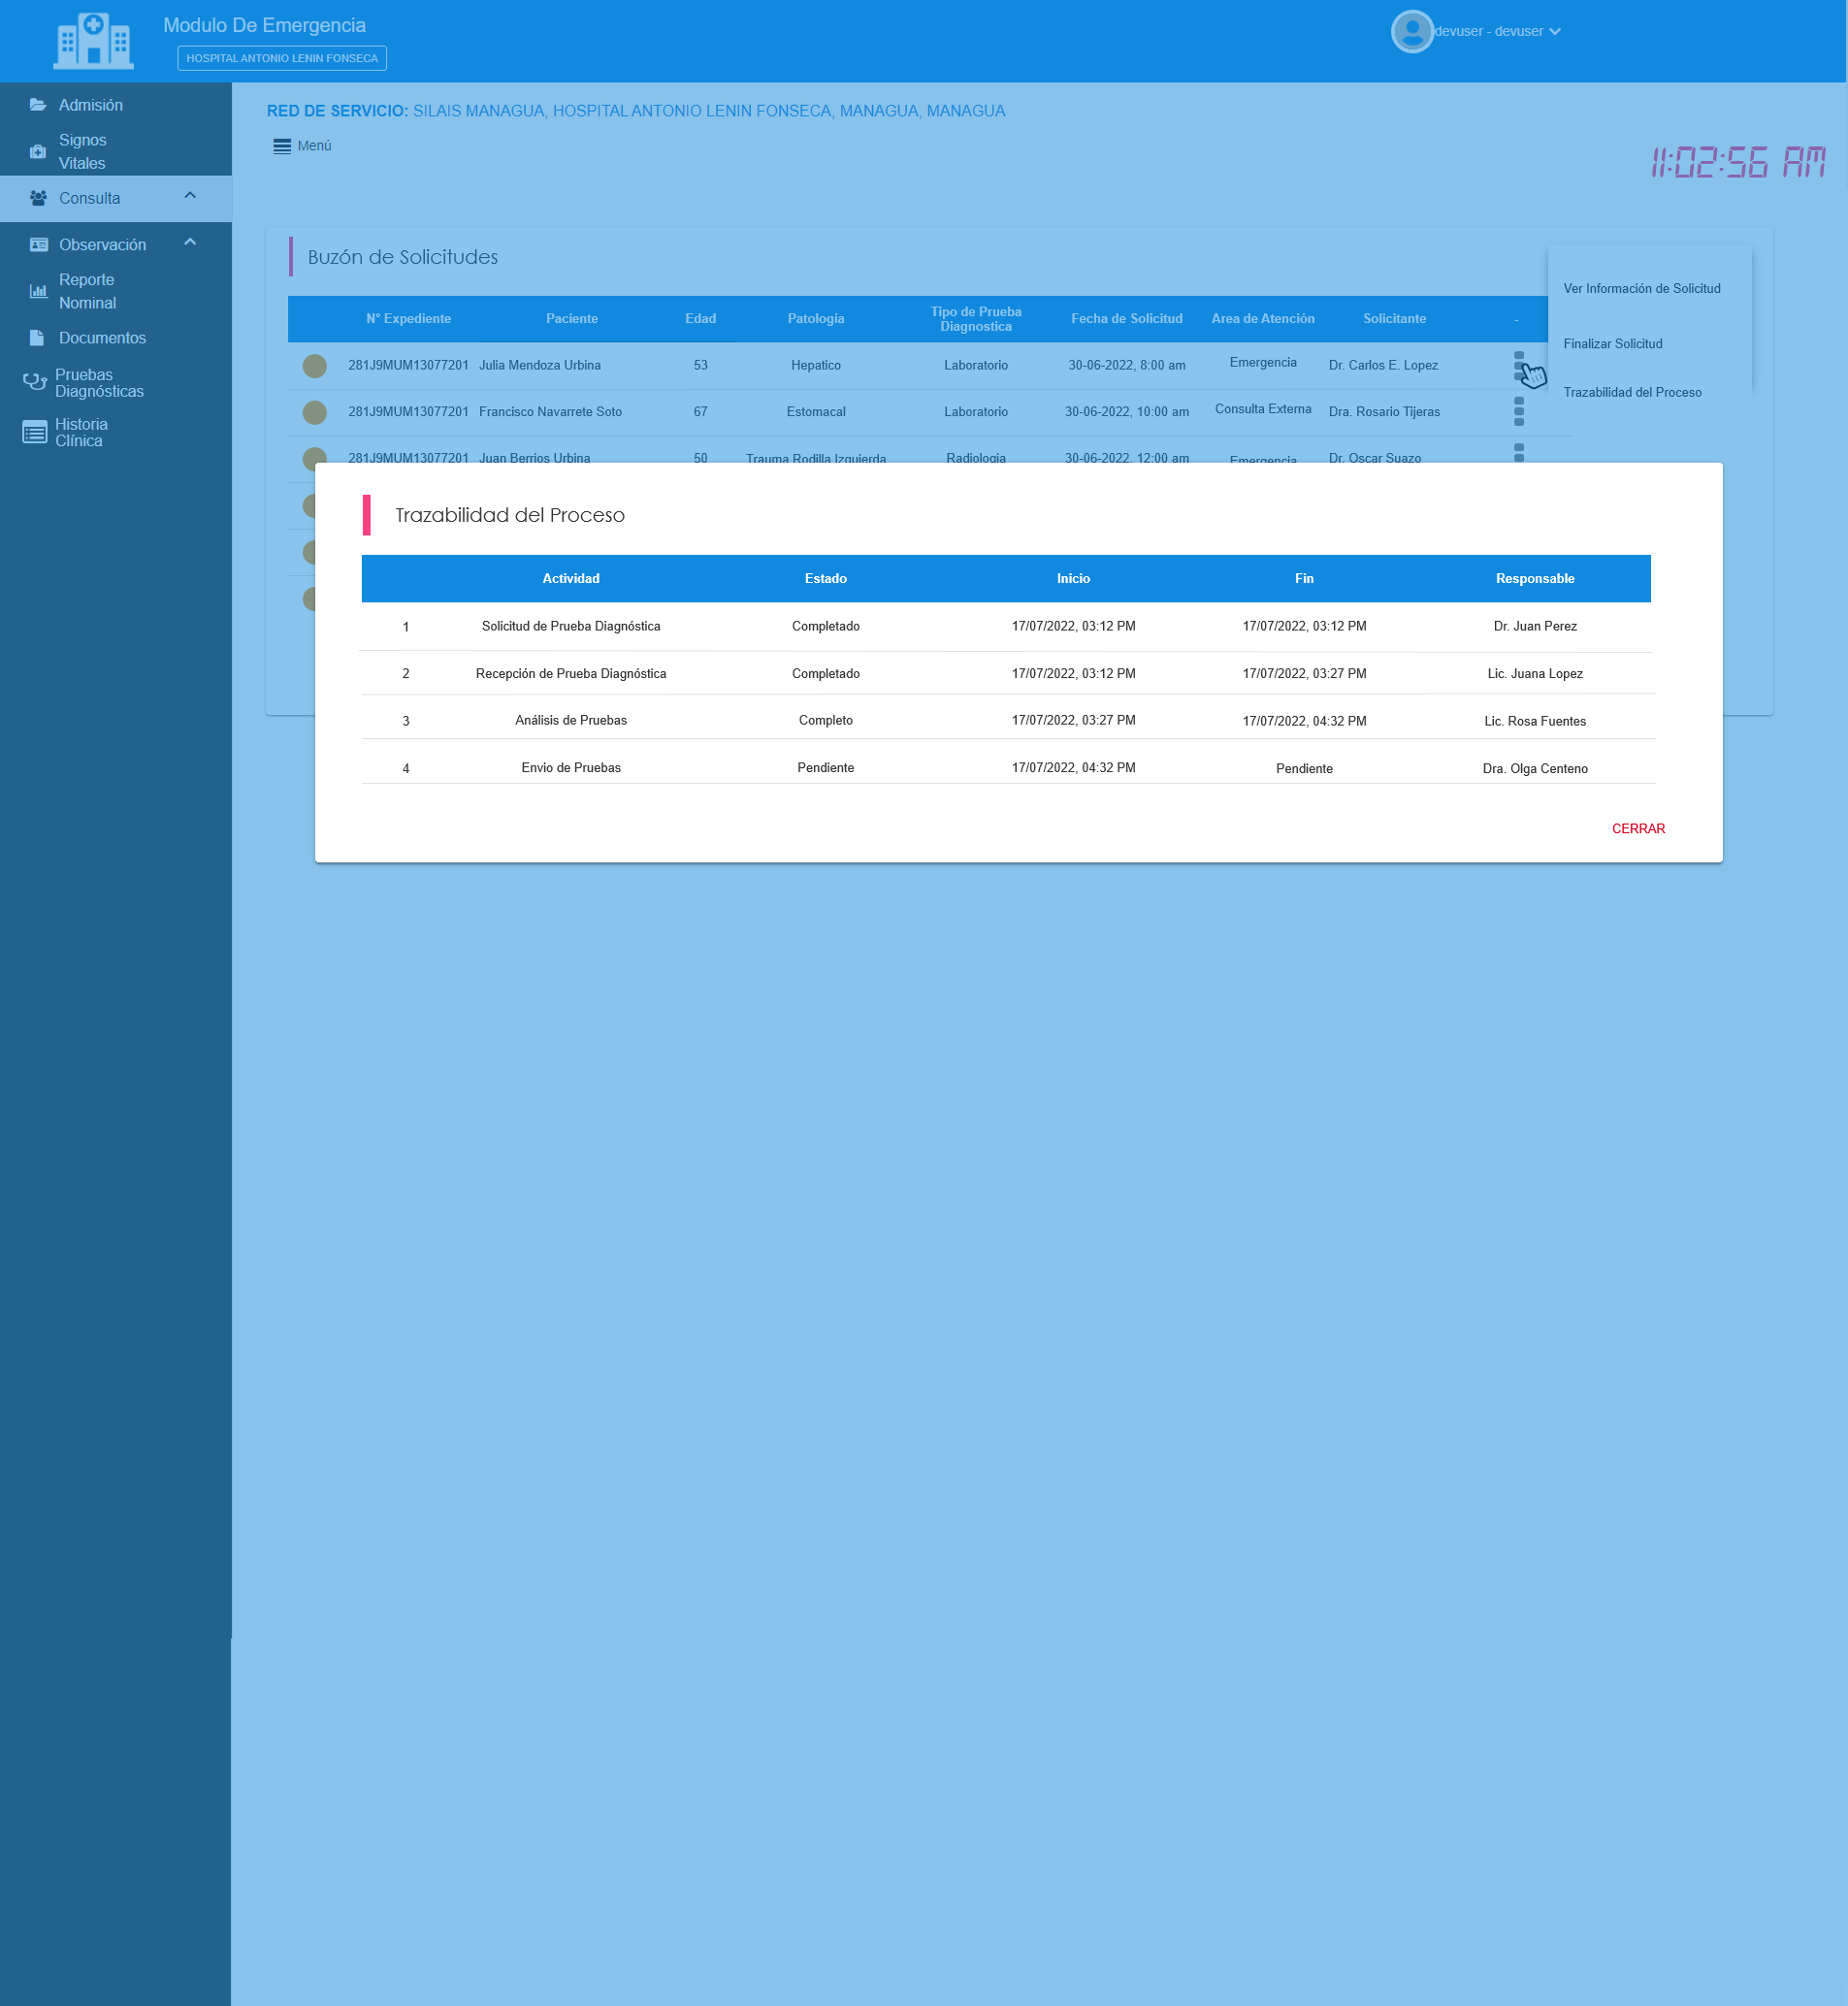 Modulo De Emergencia
HOSPITAL ANTONIO LENIN FONSECA
devuser - devuser
Admisión
Signos
Vitales
Consulta
Observación
Reporte
Nominal
Documentos
Pruebas
Diagnósticas
Historia
Clínica
RED DE SERVICIO: SILAIS MANAGUA, HOSPITAL ANTONIO LENIN FONSECA, MANAGUA, MANAGUA
Menú
11:02:56 AM
Buzón de Solicitudes
N° Expediente Paciente Edad Patología Tipo de Prueba Diagnostica Fecha de Solicitud Area de Atención Solicitante -
281J9MUM13077201 Julia Mendoza Urbina 53 Hepatico Laboratorio 30-06-2022, 8:00 am Emergencia Dr. Carlos E. Lopez
281J9MUM13077201 Francisco Navarrete Soto 67 Estomacal Laboratorio 30-06-2022, 10:00 am Consulta Externa Dra. Rosario Tijeras
281J9MUM13077201 Juan Berrios Urbina 50 Trauma Rodilla Izquierda Radiologia 30-06-2022, 12:00 am Emergencia Dr. Oscar Suazo
Ver Información de Solicitud
Finalizar Solicitud
Trazabilidad del Proceso
Trazabilidad del Proceso
Actividad Estado Inicio Fin Responsable
1 Solicitud de Prueba Diagnóstica Completado 17/07/2022, 03:12 PM 17/07/2022, 03:12 PM Dr. Juan Perez
2 Recepción de Prueba Diagnóstica Completado 17/07/2022, 03:12 PM 17/07/2022, 03:27 PM Lic. Juana Lopez
3 Análisis de Pruebas Completo 17/07/2022, 03:27 PM 17/07/2022, 04:32 PM Lic. Rosa Fuentes
4 Envio de Pruebas Pendiente 17/07/2022, 04:32 PM Pendiente Dra. Olga Centeno
CERRAR